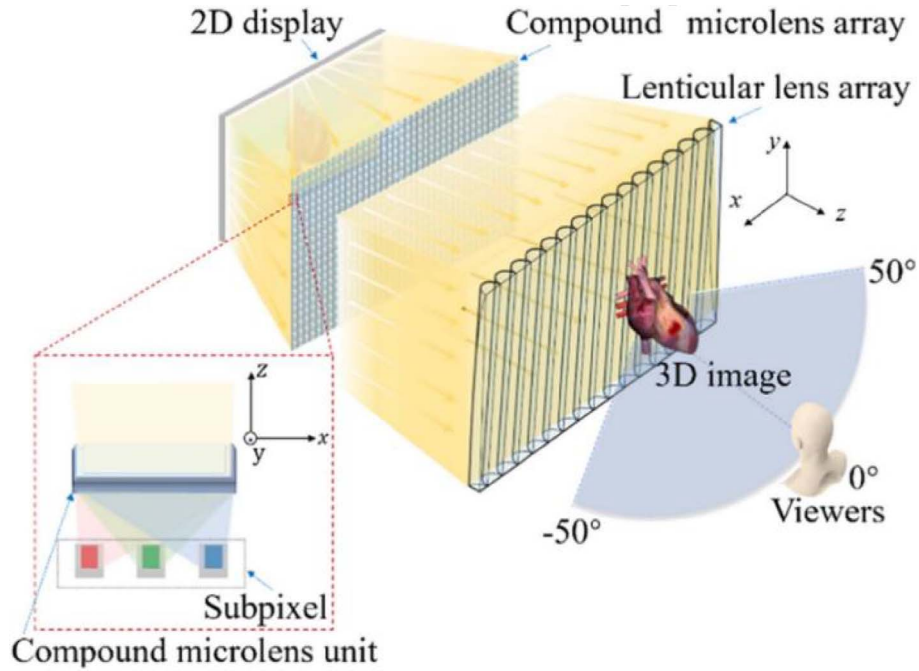 2D display
Compound microlens array
Lenticular lens array
y
x
z
50°
3D image
0°
Viewers
-50°
z
x
y
Subpixel
Compound microlens unit